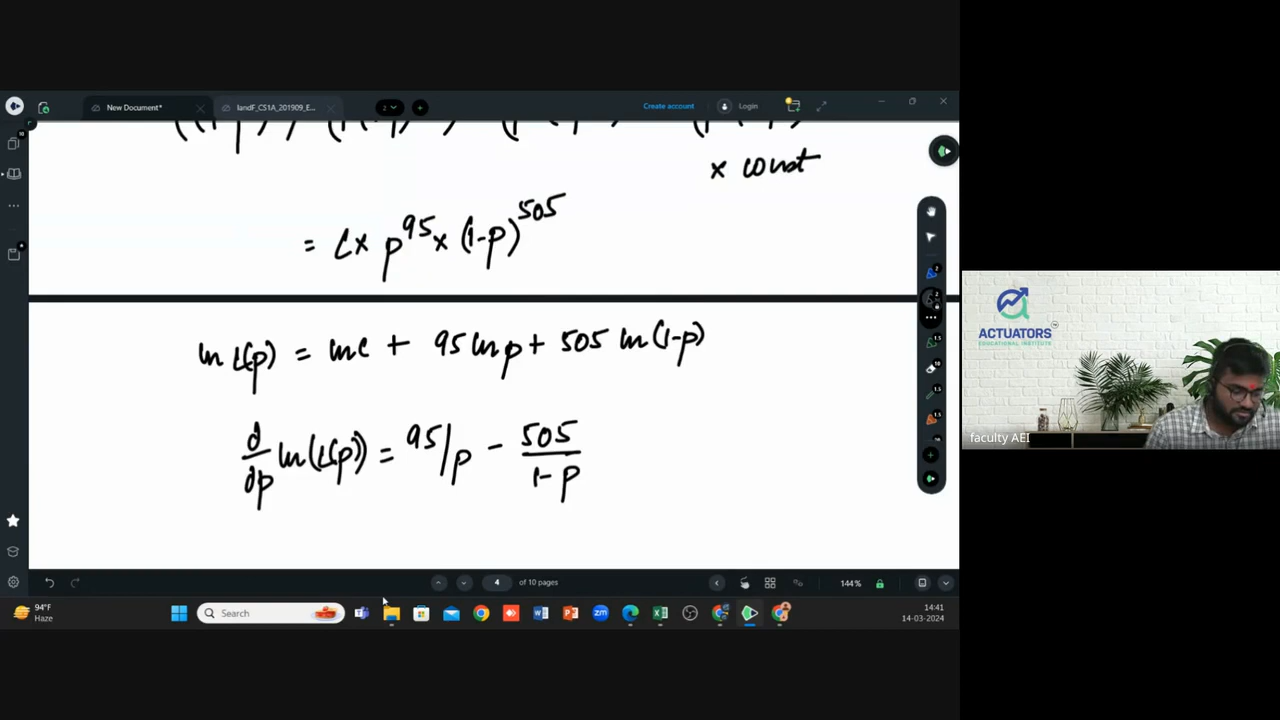 New Document*
IandF_CS1A_201909_E...
2
Create account
Login
x const
= C x p^95 x (1-p)^505
ln L(p) = ln c + 95 ln p + 505 ln(1-p)
d/dp ln(L(p)) = 95/p - 505/1-p
ACTUATORS
EDUCATIONAL INSTITUTE
faculty AEI
4 of 10 pages
144%
94°F
Haze
Search
14:41
14-03-2024